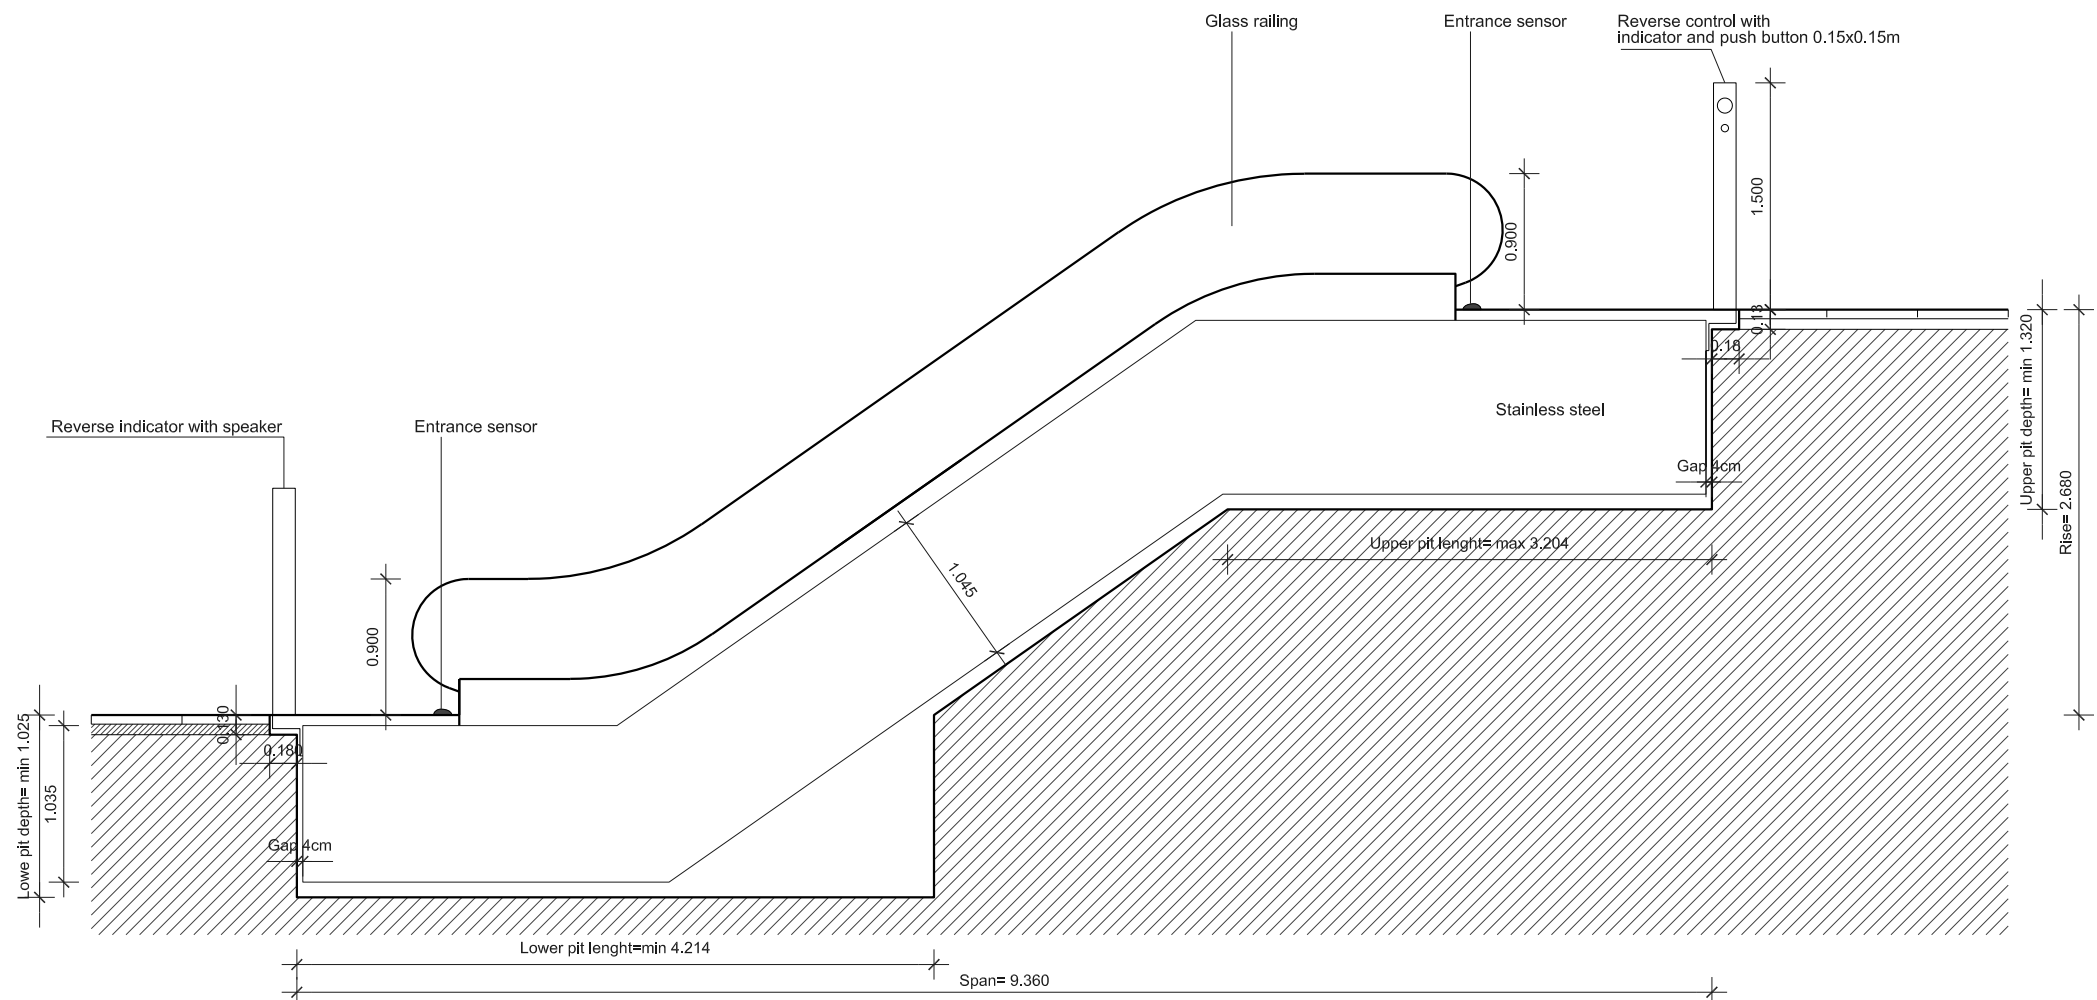 Glass railing
Entrance sensor
Reverse control with
indicator and push button 0.15x0.15m
1.500
0.900
0.13
0.18
Upper pit depth= min 1.320
Rise= 2.680
Stainless steel
Reverse indicator with speaker
Entrance sensor
Gap 4cm
Upper pit lenght= max 3.204
1.045
0.900
0.130
0.180
Lowe pit depth= min 1.025
1.035
Gap 4cm
Lower pit lenght=min 4.214
Span= 9.360